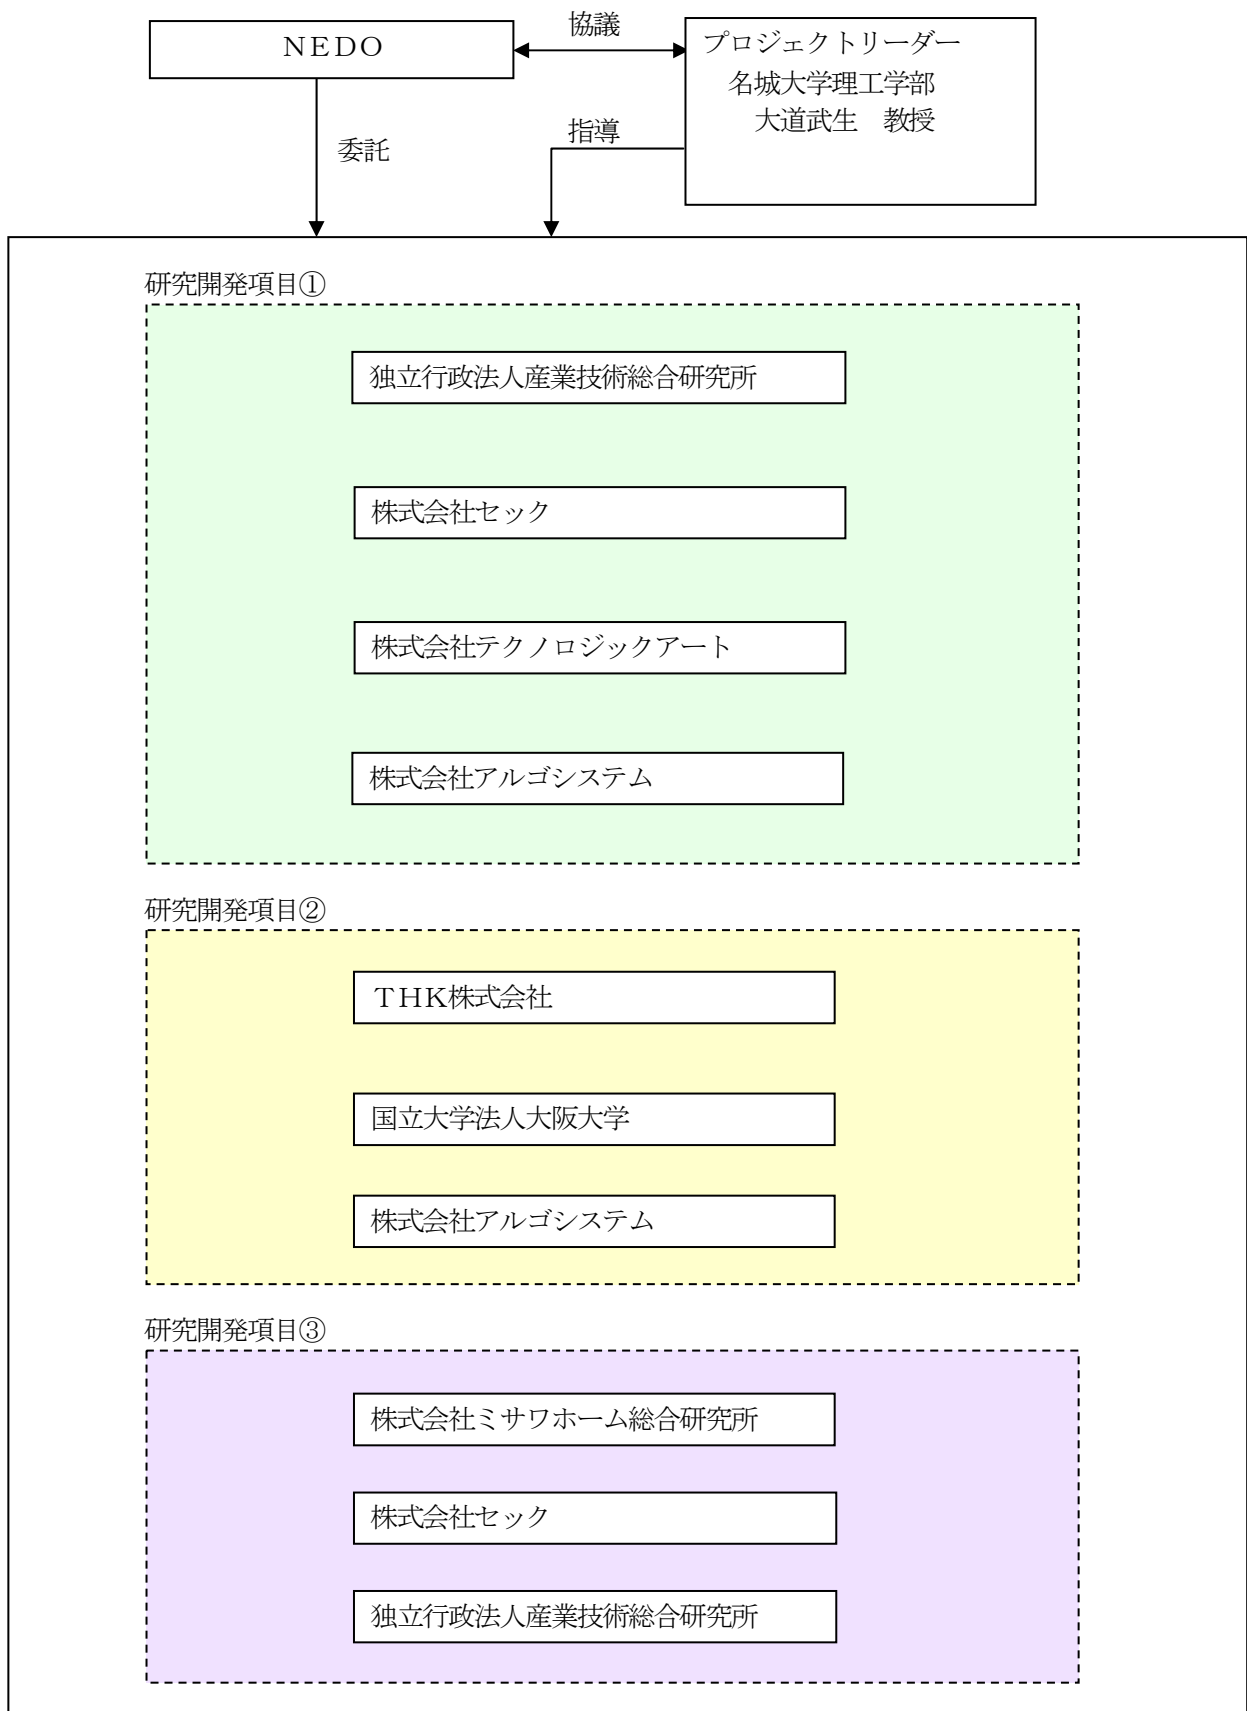 協議
ＮＥＤＯ
プロジェクトリーダー
名城大学理工学部
大道武生　教授
指導
委託
研究開発項目①
独立行政法人産業技術総合研究所
株式会社セック
株式会社テクノロジックアート
株式会社アルゴシステム
研究開発項目②
ＴＨＫ株式会社
国立大学法人大阪大学
株式会社アルゴシステム
研究開発項目③
株式会社ミサワホーム総合研究所
株式会社セック
独立行政法人産業技術総合研究所